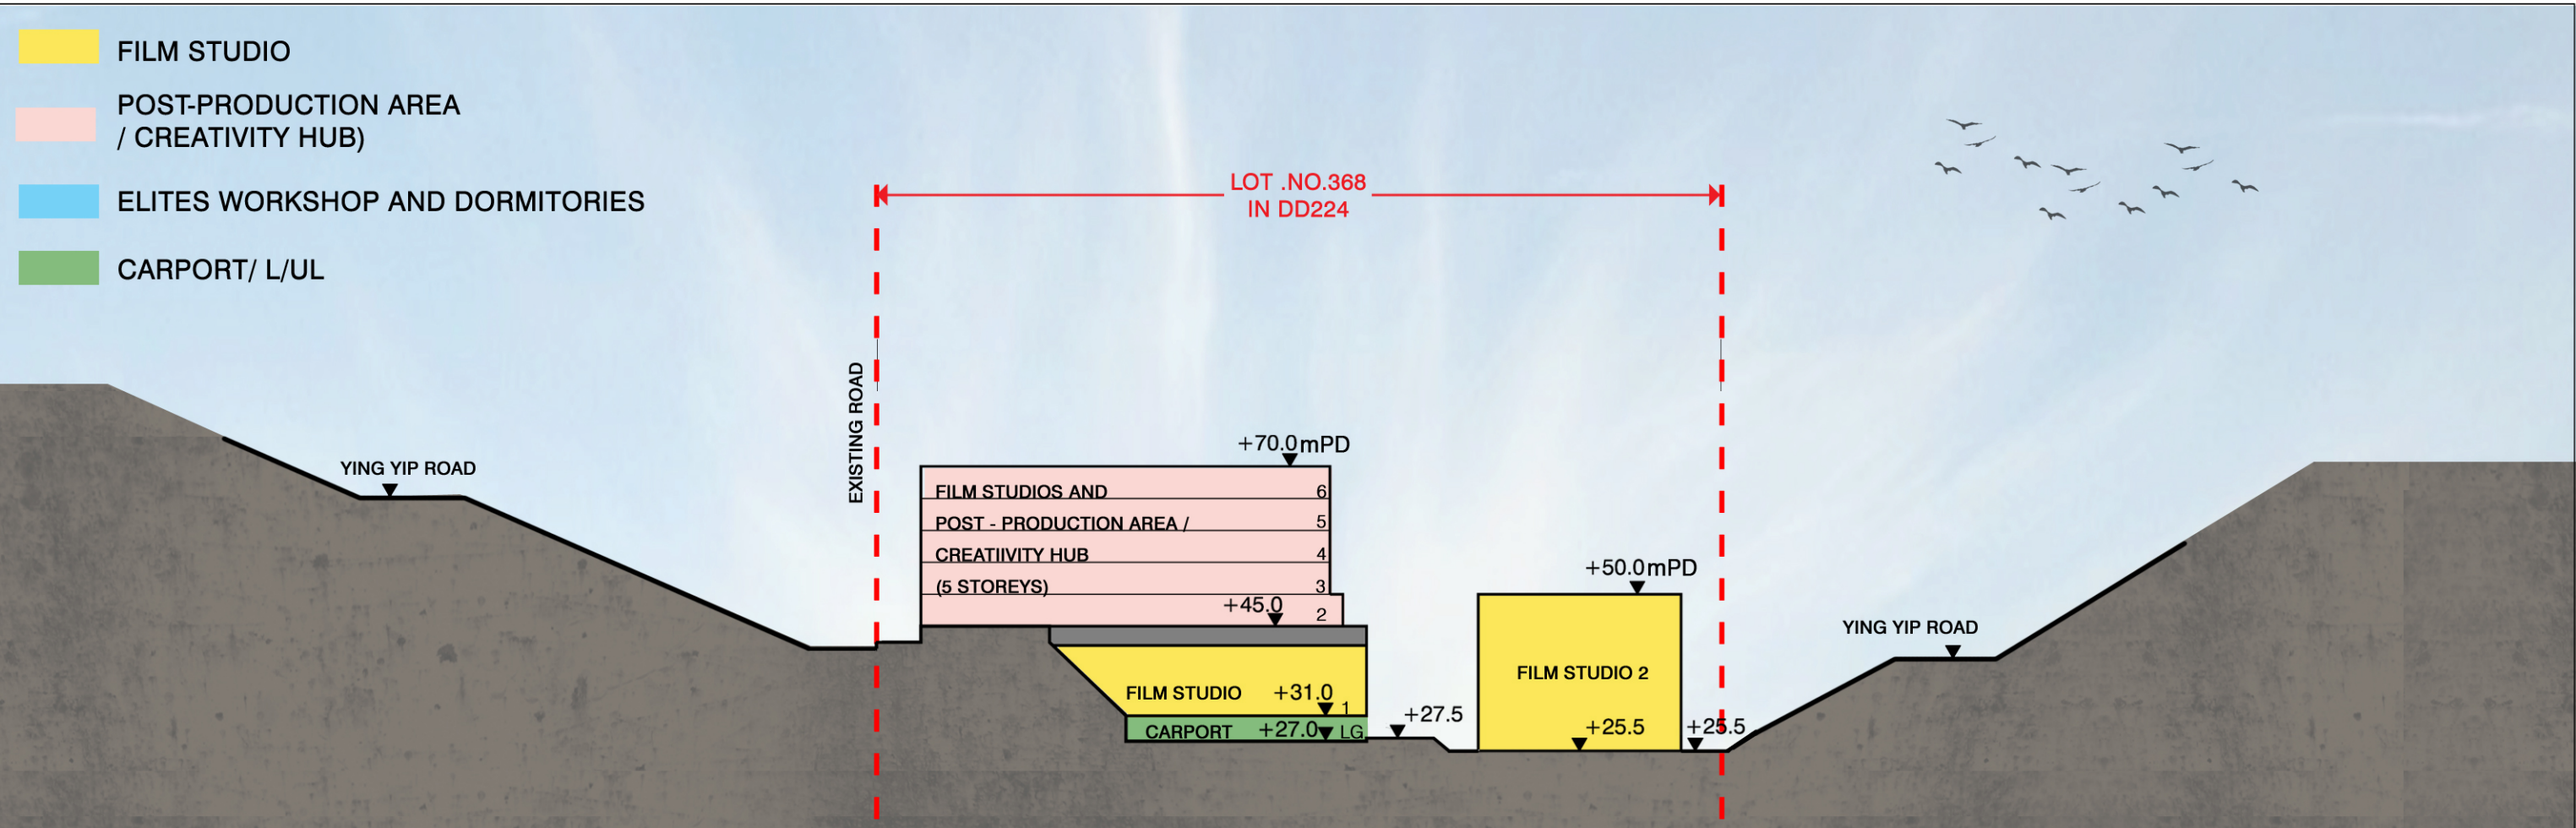 FILM STUDIO
POST-PRODUCTION AREA
/ CREATIVITY HUB)
ELITES WORKSHOP AND DORMITORIES
CARPORT/ L/UL
LOT .NO.368
IN DD224
EXISTING ROAD
YING YIP ROAD
+70.0mPD
FILM STUDIOS AND 6
POST - PRODUCTION AREA / 5
CREATIIVITY HUB 4
(5 STOREYS) 3
+45.0 2
FILM STUDIO +31.0 1
CARPORT +27.0 LG
+27.5
+50.0mPD
FILM STUDIO 2
+25.5
+25.5
YING YIP ROAD